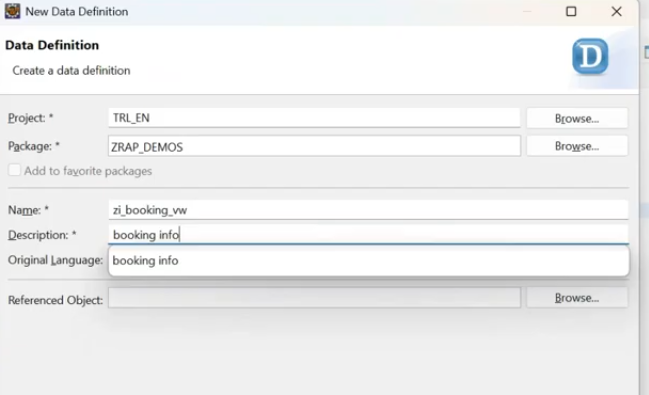 New Data Definition
Data Definition
Create a data definition
D
Project: * TRL_EN Browse...
Package: * ZRAP_DEMOS Browse...
Add to favorite packages
Name: * zi_booking_vw
Description: * booking info
Original Language: booking info
Referenced Object: Browse...